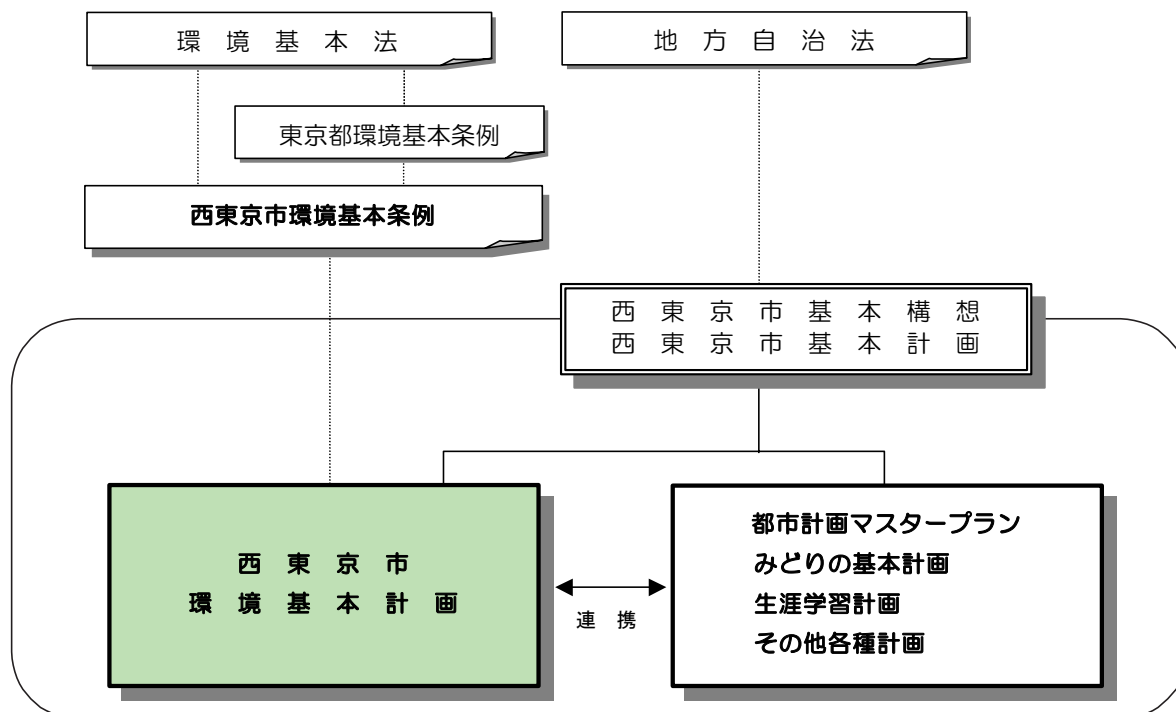 環境基本法
地方自治法
東京都環境基本条例
西東京市環境基本条例
西東京市基本構想
西東京市基本計画
西東京市
環境基本計画
連携
都市計画マスタープラン
みどりの基本計画
生涯学習計画
その他各種計画